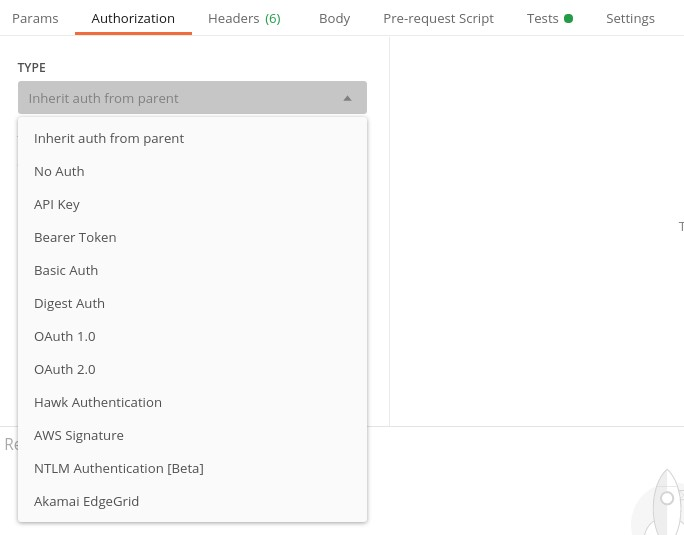 Params Authorization Headers (6) Body Pre-request Script Tests Settings
TYPE
Inherit auth from parent
Inherit auth from parent
No Auth
API Key
Bearer Token
Basic Auth
Digest Auth
OAuth 1.0
OAuth 2.0
Hawk Authentication
AWS Signature
NTLM Authentication [Beta]
Akamai EdgeGrid